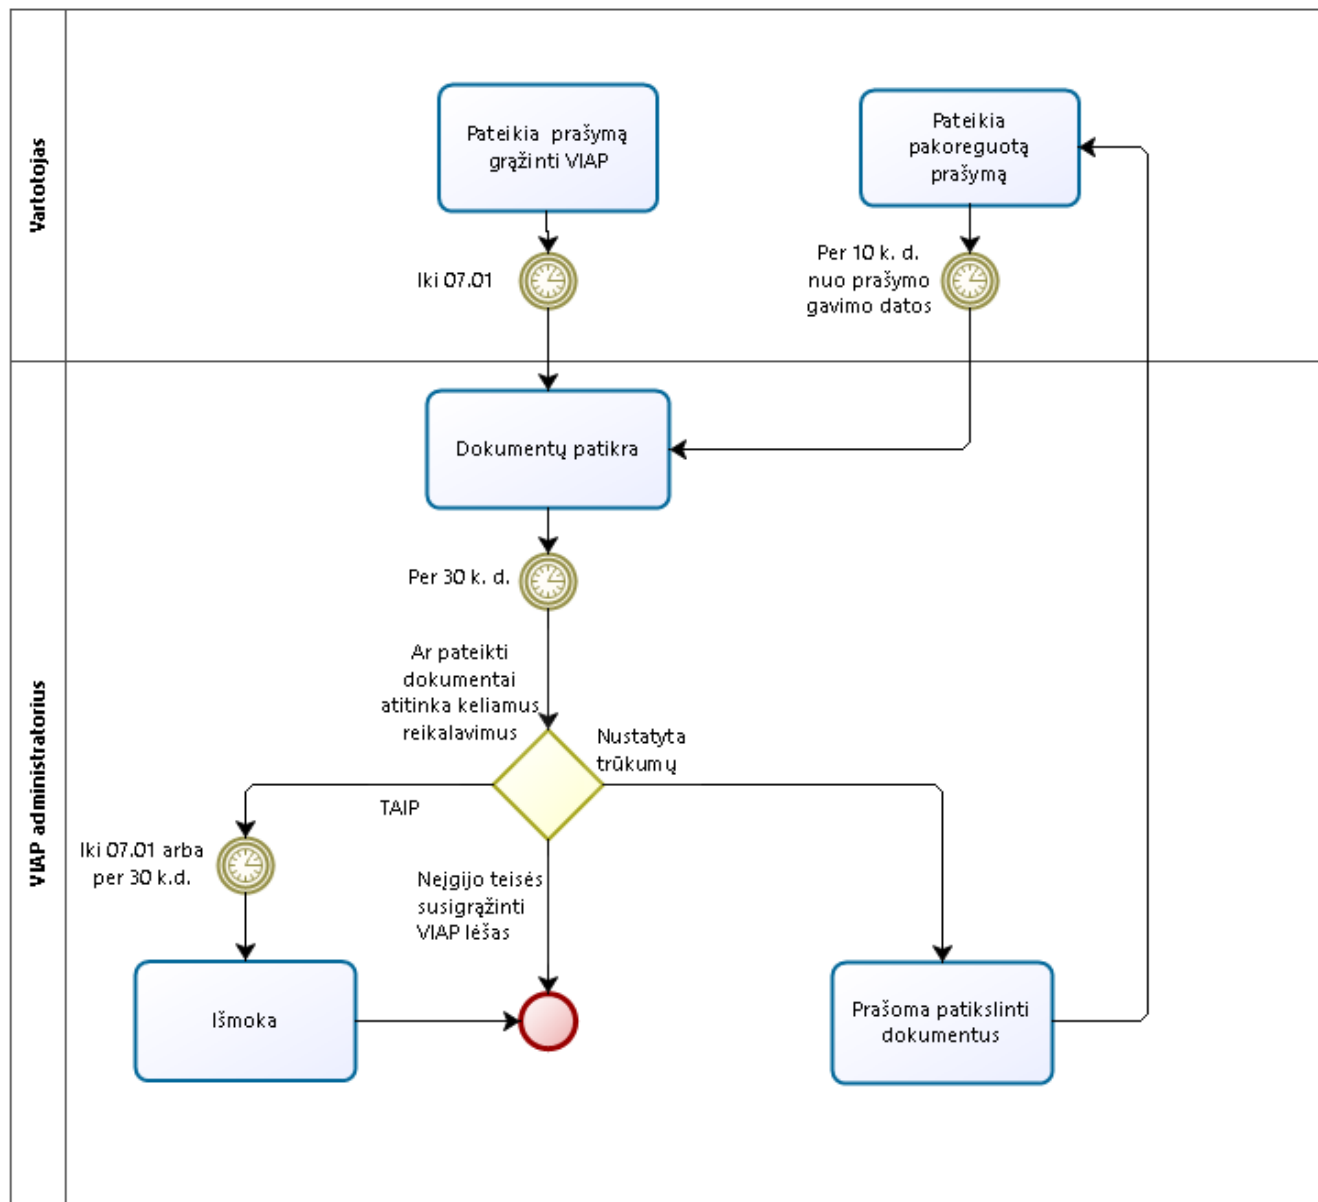 Vartotojas
Pateikia prašymą
grąžinti VIAP
Iki 07.01
Pateikia
pakoreguotą
prašymą
Per 10 k. d.
nuo prašymo
gavimo datos
VIAP administratorius
Dokumentų patikra
Per 30 k. d.
Ar pateikti
dokumentai
atitinka keliamus
reikalavimus
Nustatyta
trūkumų
TAIP
Iki 07.01 arba
per 30 k.d.
Neįgijo teisės
susigrąžinti
VIAP lėšas
Išmoka
Prašoma patikslinti
dokumentus